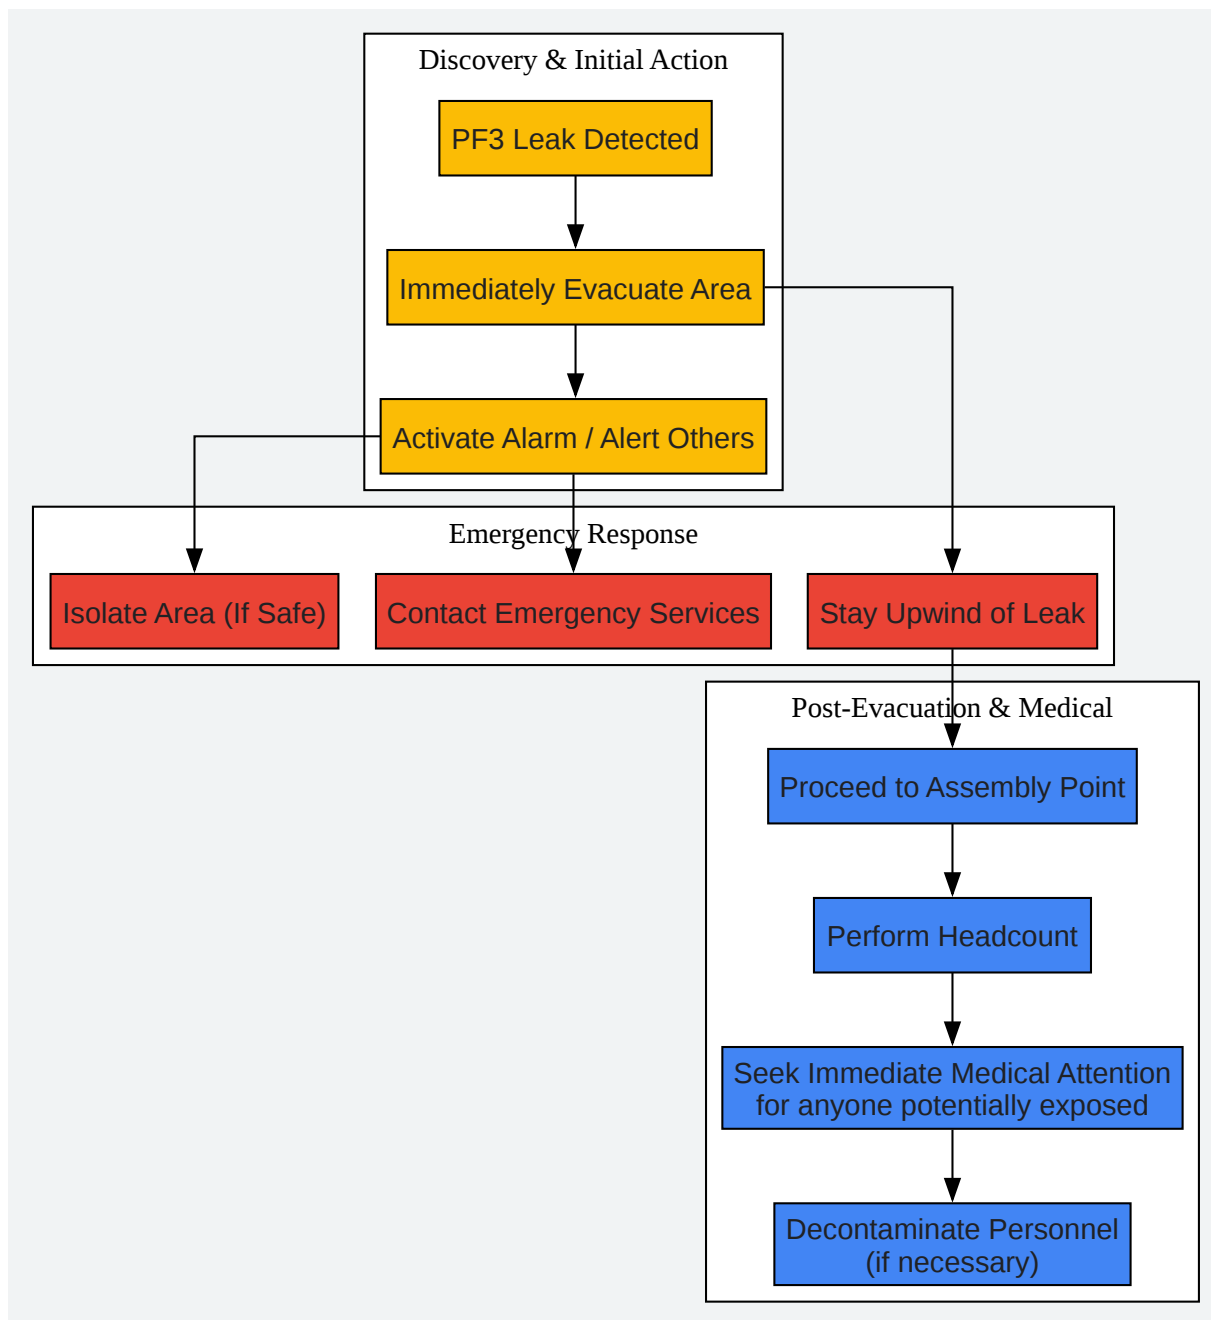 Discovery & Initial Action
PF3 Leak Detected
Immediately Evacuate Area
Activate Alarm / Alert Others
Emergency Response
Isolate Area (If Safe)
Contact Emergency Services
Stay Upwind of Leak
Post-Evacuation & Medical
Proceed to Assembly Point
Perform Headcount
Seek Immediate Medical Attention
for anyone potentially exposed
Decontaminate Personnel
(if necessary)